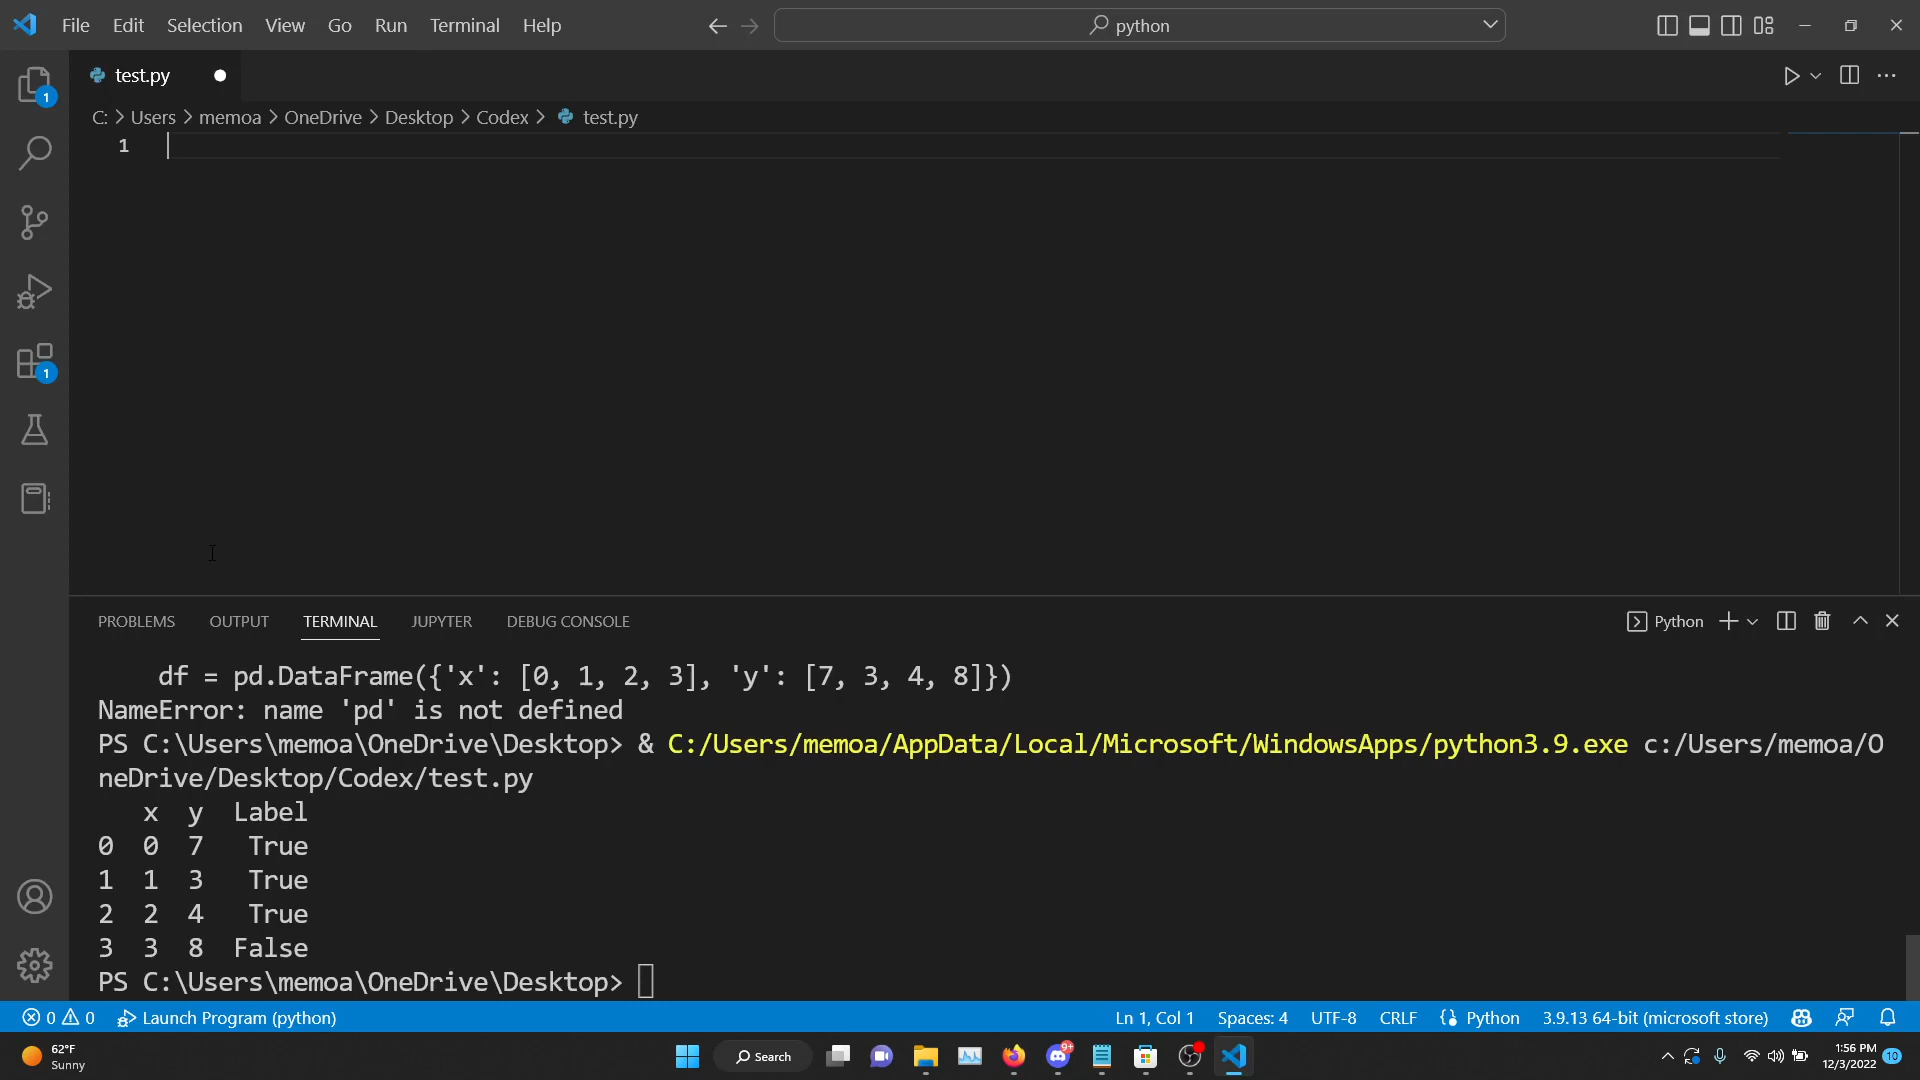 File Edit Selection View Go Run Terminal Help
python
test.py
C: > Users > memoa > OneDrive > Desktop > Codex > test.py
1
1
1
PROBLEMS OUTPUT TERMINAL JUPYTER DEBUG CONSOLE
Python
df = pd.DataFrame({'x': [0, 1, 2, 3], 'y': [7, 3, 4, 8]})
NameError: name 'pd' is not defined
PS C:\Users\memoa\OneDrive\Desktop> & C:/Users/memoa/AppData/Local/Microsoft/WindowsApps/python3.9.exe c:/Users/memoa/O
neDrive/Desktop/Codex/test.py
x y Label
0 0 7 True
1 1 3 True
2 2 4 True
3 3 8 False
PS C:\Users\memoa\OneDrive\Desktop>
0 0 Launch Program (python) Ln 1, Col 1 Spaces: 4 UTF-8 CRLF Python 3.9.13 64-bit (microsoft store)
62°F
Sunny
Search
9+
1:56 PM
12/3/2022
10